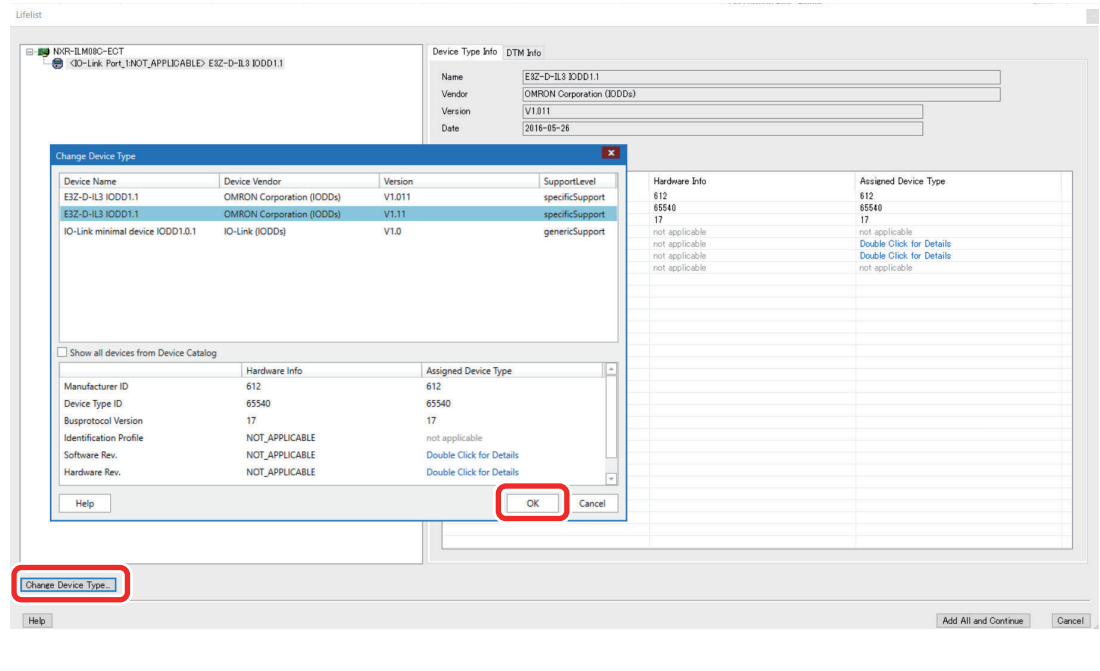 Lifelist
NXR-ILM08C-ECT
<IO-Link Port_1:NOT_APPLICABLE> E3Z-D-IL3 IODD1.1
Device Type Info DTM Info
Name E3Z-D-IL3 IODD1.1
Vendor OMRON Corporation (IODDs)
Version V1.011
Date 2016-05-26
Change Device Type
Device Name Device Vendor Version SupportLevel
E3Z-D-IL3 IODD1.1 OMRON Corporation (IODDs) V1.011 specificSupport
E3Z-D-IL3 IODD1.1 OMRON Corporation (IODDs) V1.11 specificSupport
IO-Link minimal device IODD1.0.1 IO-Link (IODDs) V1.0 genericSupport
Show all devices from Device Catalog
Hardware Info Assigned Device Type
Manufacturer ID 612 612
Device Type ID 65540 65540
Busprotocol Version 17 17
Identification Profile NOT_APPLICABLE not applicable
Software Rev. NOT_APPLICABLE Double Click for Details
Hardware Rev. NOT_APPLICABLE Double Click for Details
Help OK Cancel
Hardware Info Assigned Device Type
612 612
65540 65540
17 17
not applicable not applicable
not applicable Double Click for Details
not applicable Double Click for Details
not applicable not applicable
Change Device Type...
Help Add All and Continue Cancel